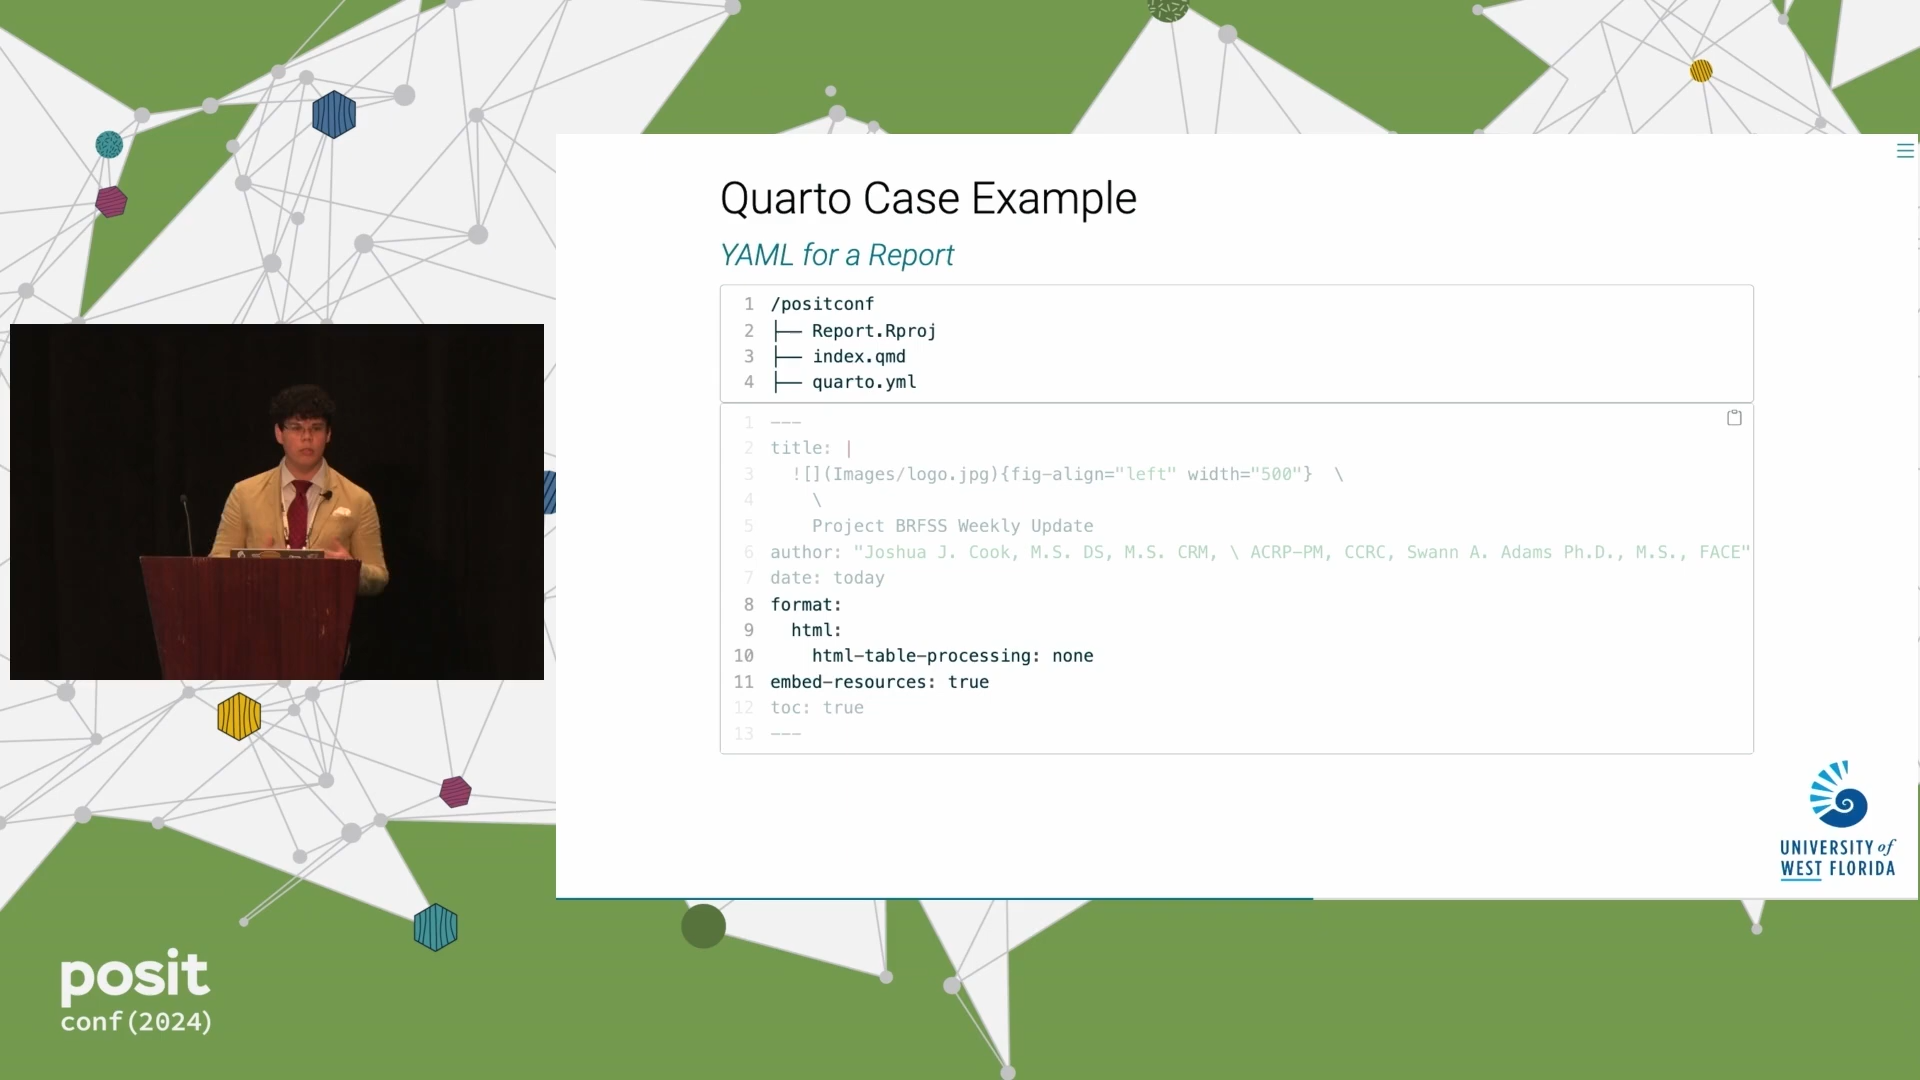 Quarto Case Example
YAML for a Report
1 /positconf
2 ├── Report.Rproj
3 ├── index.qmd
4 ├── quarto.yml
1 ---
2 title: |
3   ![](Images/logo.jpg){fig-align="left" width="500"}  \
4     \
5     Project BRFSS Weekly Update
6 author: "Joshua J. Cook, M.S. DS, M.S. CRM, \ ACRP-PM, CCRC, Swann A. Adams Ph.D., M.S., FACE"
7 date: today
8 format:
9   html:
10     html-table-processing: none
11 embed-resources: true
12 toc: true
13 ---
UNIVERSITY of
WEST FLORIDA
posit
conf(2024)